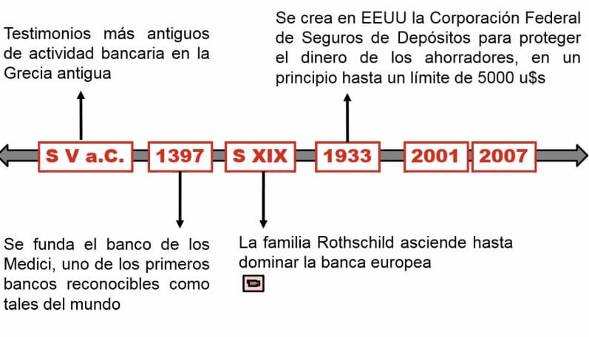 Testimonios más antiguos
de actividad bancaria en la
Grecia antigua
Se crea en EEUU la Corporación Federal
de Seguros de Depósitos para proteger
el dinero de los ahorradores, en un
principio hasta un límite de 5000 u$s
S V a.C.
1397
S XIX
1933
2001
2007
Se funda el banco de los
Medici, uno de los primeros
bancos reconocibles como
tales del mundo
La familia Rothschild asciende hasta
dominar la banca europea